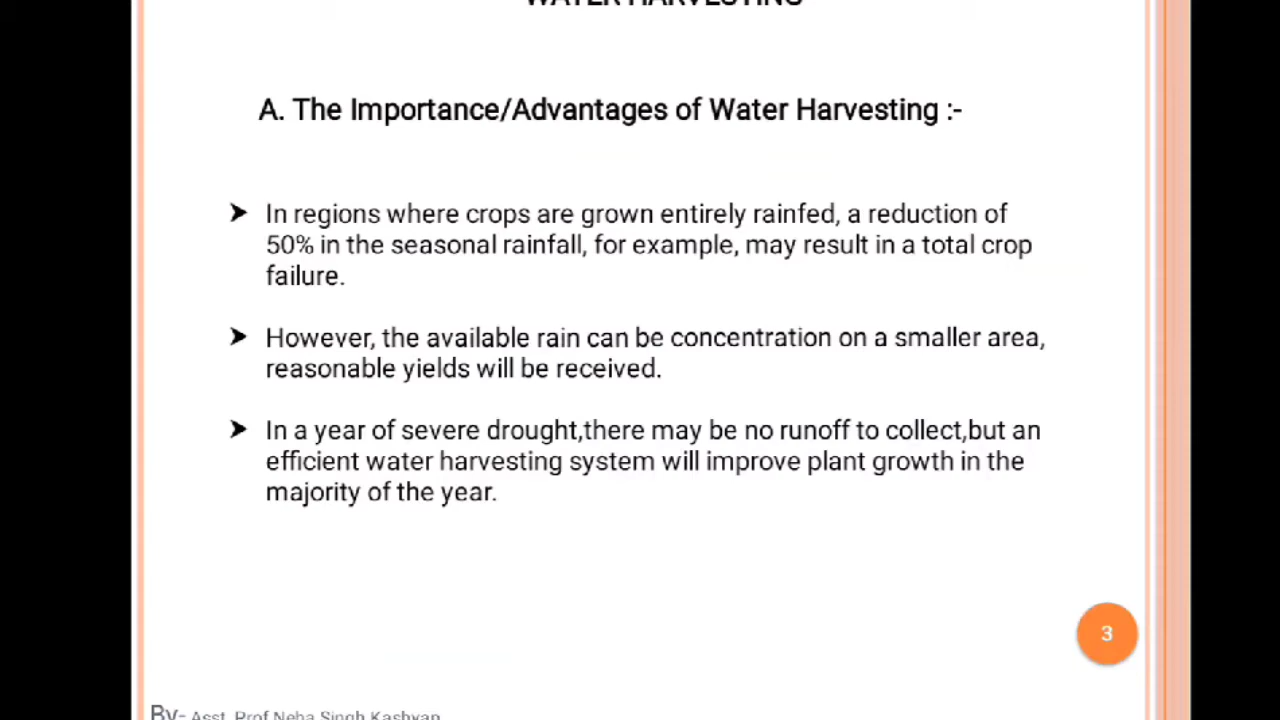 WATER HARVESTING
A. The Importance/Advantages of Water Harvesting :-
➤ In regions where crops are grown entirely rainfed, a reduction of
50% in the seasonal rainfall, for example, may result in a total crop
failure.
➤ However, the available rain can be concentration on a smaller area,
reasonable yields will be received.
➤ In a year of severe drought,there may be no runoff to collect,but an
efficient water harvesting system will improve plant growth in the
majority of the year.
3
By- Asst. Prof Neha Singh Kashyap